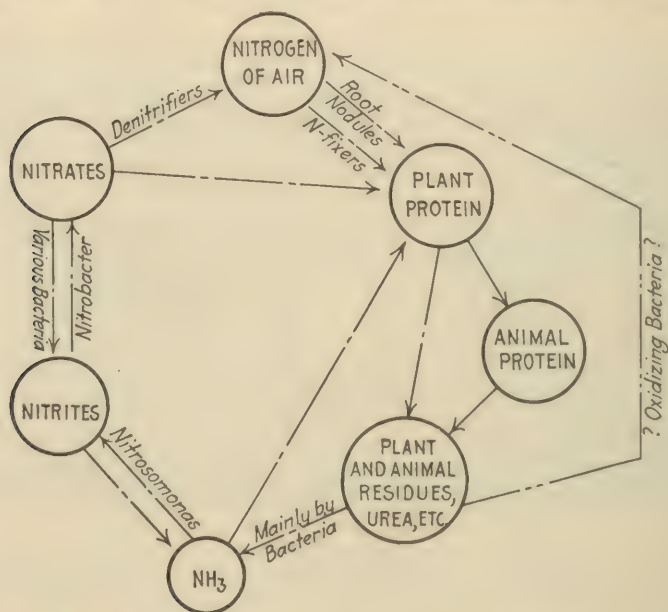 NITROGEN
OF AIR
Denitrifiers
Root
Nodules
N-fixers
NITRATES
PLANT
PROTEIN
Various Bacteria
Nitrobacter
ANIMAL
PROTEIN
? Oxidizing Bacteria ?
NITRITES
Nitrosomonas
PLANT
AND ANIMAL
RESIDUES,
UREA, ETC.
Mainly by
Bacteria
NH₃